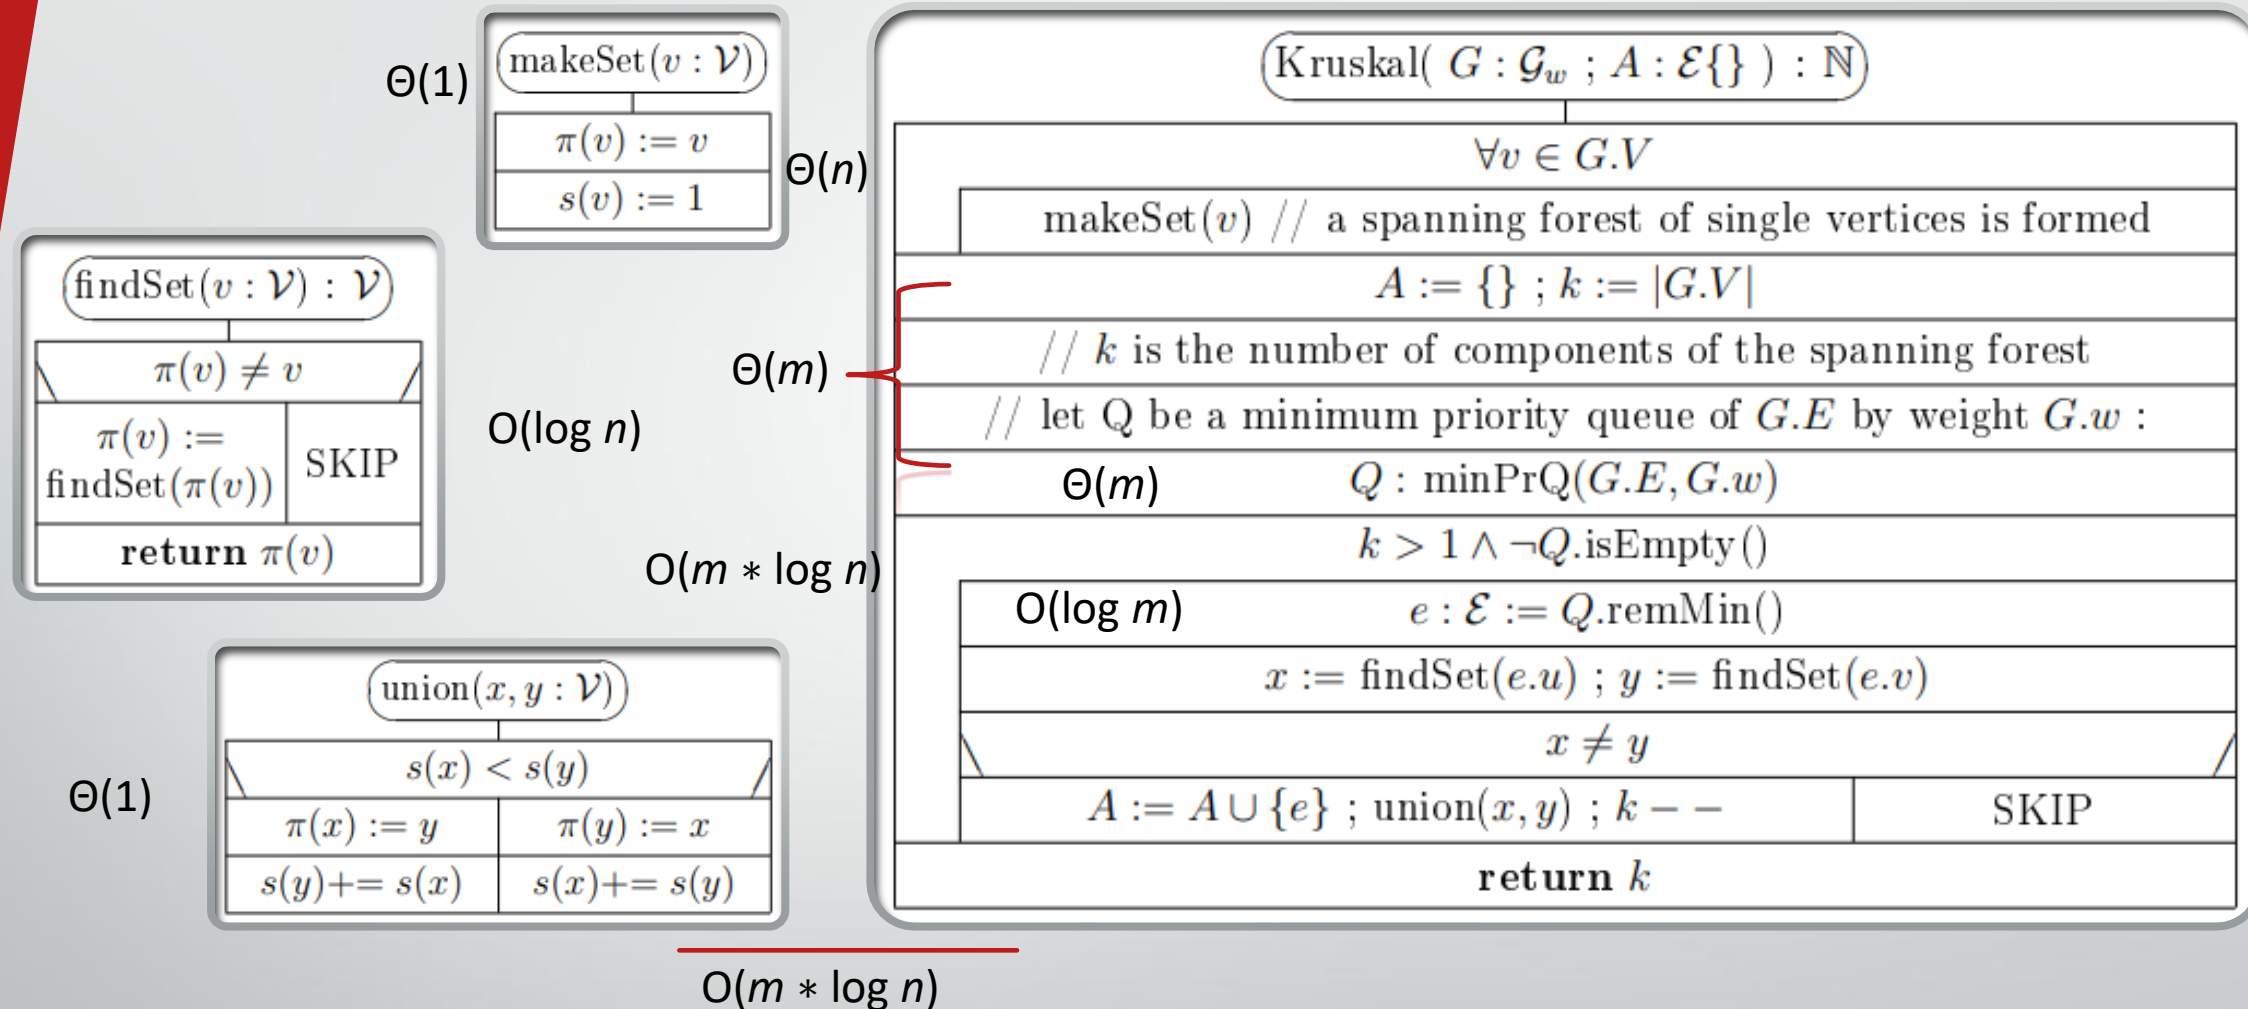 Θ(1)
makeSet(v : 𝒱)
π(v) := v
s(v) := 1
findSet(v : 𝒱) : 𝒱
π(v) ≠ v
π(v) :=
findSet(π(v))
SKIP
return π(v)
O(log n)
Θ(1)
union(x, y : 𝒱)
s(x) < s(y)
π(x) := y
π(y) := x
s(y)+= s(x)
s(x)+= s(y)
Kruskal( G : 𝒢w ; A : ℰ{} ) : ℕ
Θ(n)
∀v ∈ G.V
makeSet(v) // a spanning forest of single vertices is formed
Θ(m)
A := {} ; k := |G.V|
// k is the number of components of the spanning forest
// let Q be a minimum priority queue of G.E by weight G.w :
Θ(m)
Q : minPrQ(G.E, G.w)
O(m ∗ log n)
k > 1 ∧ ¬Q.isEmpty()
O(log m)
e : ℰ := Q.remMin()
x := findSet(e.u) ; y := findSet(e.v)
x ≠ y
A := A ∪ {e} ; union(x, y) ; k − −
SKIP
return k
O(m ∗ log n)